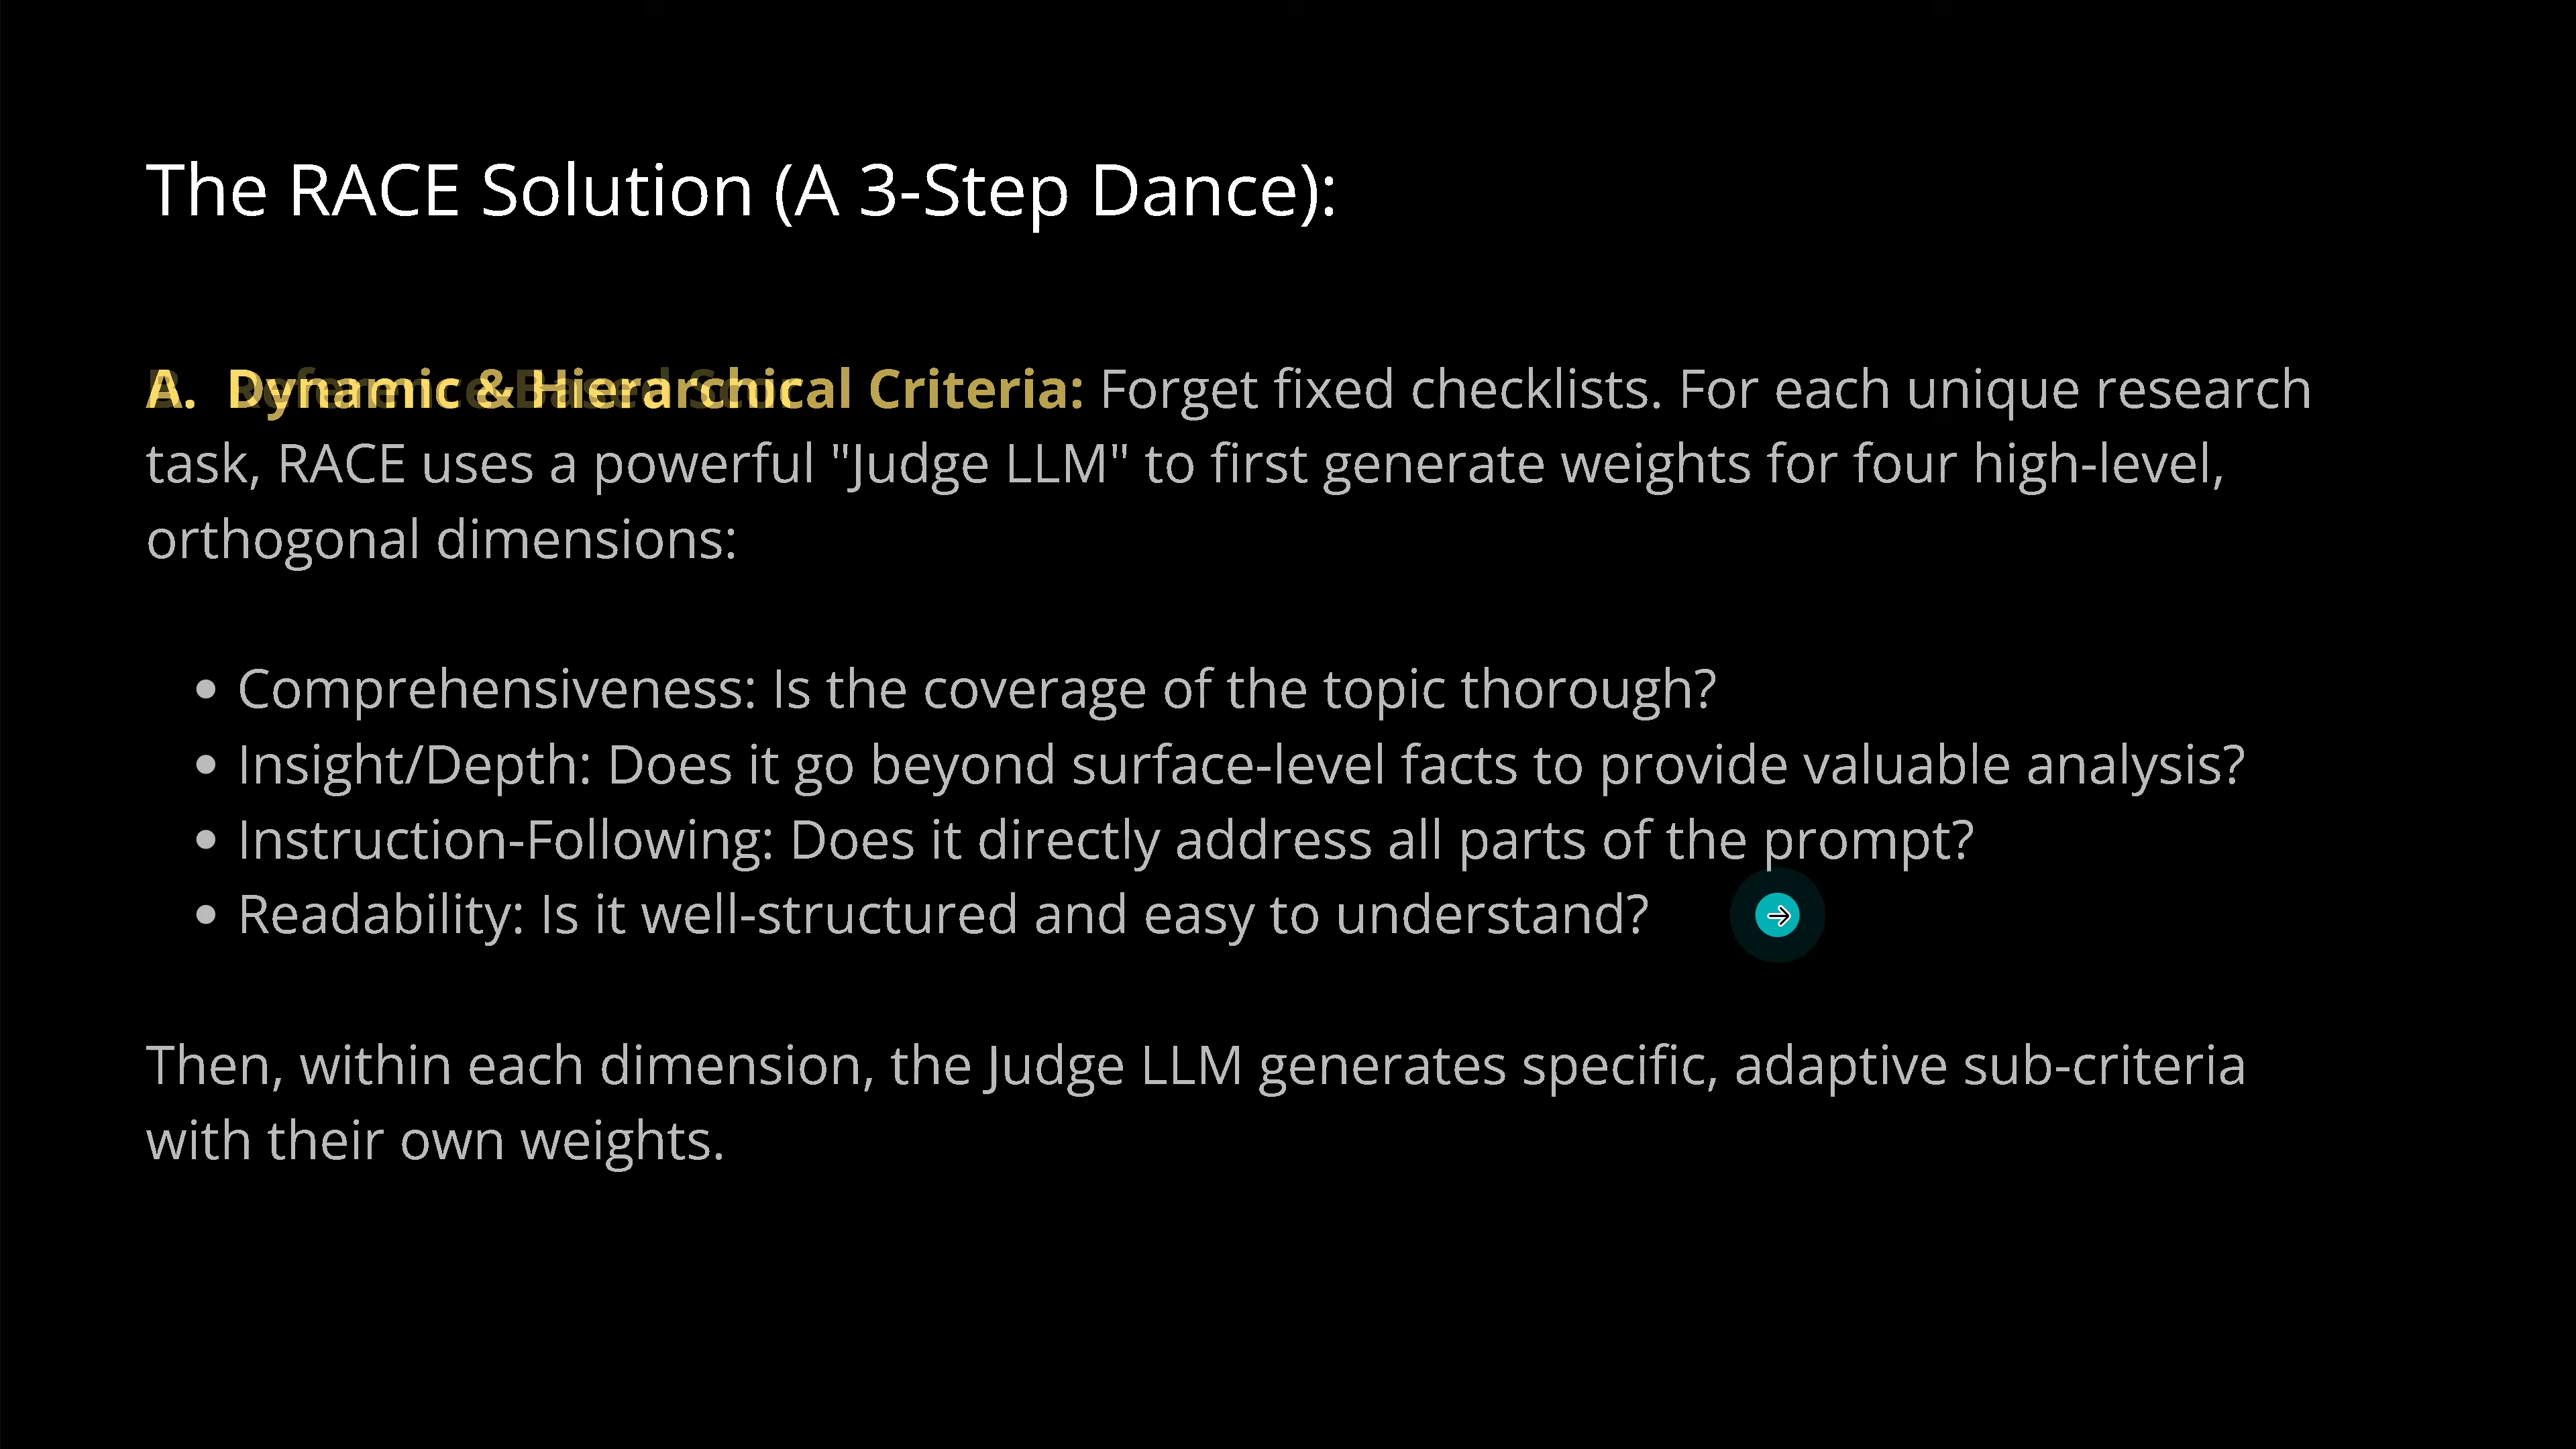 The RACE Solution (A 3-Step Dance):
A. Dynamic & Hierarchical Criteria: Forget fixed checklists. For each unique research
task, RACE uses a powerful "Judge LLM" to first generate weights for four high-level,
orthogonal dimensions:
• Comprehensiveness: Is the coverage of the topic thorough?
• Insight/Depth: Does it go beyond surface-level facts to provide valuable analysis?
• Instruction-Following: Does it directly address all parts of the prompt?
• Readability: Is it well-structured and easy to understand?
Then, within each dimension, the Judge LLM generates specific, adaptive sub-criteria
with their own weights.